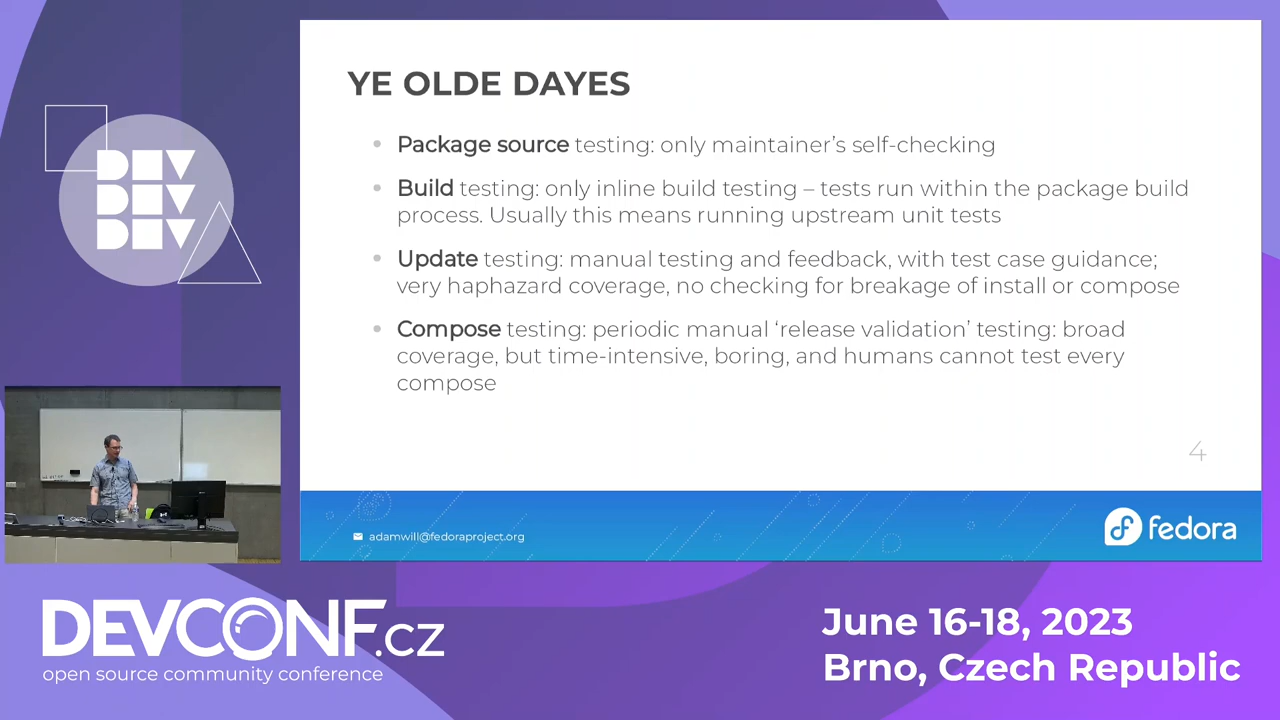 YE OLDE DAYES
Package source testing: only maintainer's self-checking
Build testing: only inline build testing – tests run within the package build
process. Usually this means running upstream unit tests
Update testing: manual testing and feedback, with test case guidance;
very haphazard coverage, no checking for breakage of install or compose
Compose testing: periodic manual ‘release validation’ testing: broad
coverage, but time-intensive, boring, and humans cannot test every
compose
4
adamwill@fedoraproject.org
fedora
DEV
DEV
DEV
DEVCONF.cz
open source community conference
June 16-18, 2023
Brno, Czech Republic